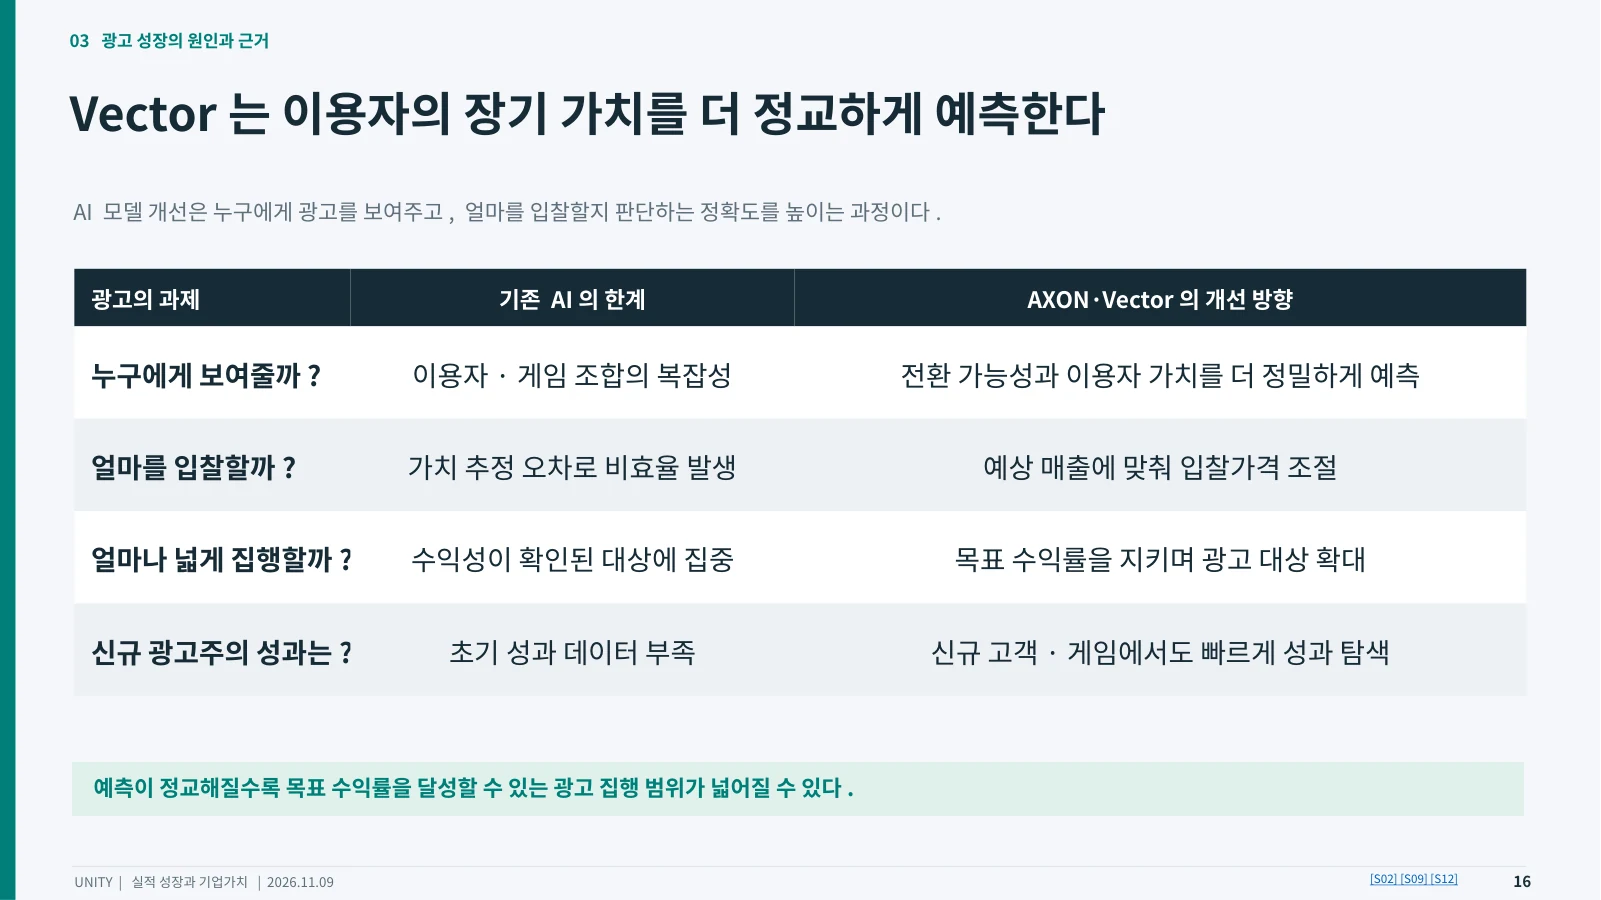 03 광고 성장의 원인과 근거
Vector 는 이용자의 장기 가치를 더 정교하게 예측한다
AI 모델 개선은 누구에게 광고를 보여주고 , 얼마를 입찰할지 판단하는 정확도를 높이는 과정이다 .
광고의 과제 기존 AI 의 한계 AXON·Vector 의 개선 방향
누구에게 보여줄까 ? 이용자 · 게임 조합의 복잡성 전환 가능성과 이용자 가치를 더 정밀하게 예측
얼마를 입찰할까 ? 가치 추정 오차로 비효율 발생 예상 매출에 맞춰 입찰가격 조절
얼마나 넓게 집행할까 ? 수익성이 확인된 대상에 집중 목표 수익률을 지키며 광고 대상 확대
신규 광고주의 성과는 ? 초기 성과 데이터 부족 신규 고객 · 게임에서도 빠르게 성과 탐색
예측이 정교해질수록 목표 수익률을 달성할 수 있는 광고 집행 범위가 넓어질 수 있다 .
UNITY | 실적 성장과 기업가치 | 2026.11.09 [S02] [S09] [S12] 16